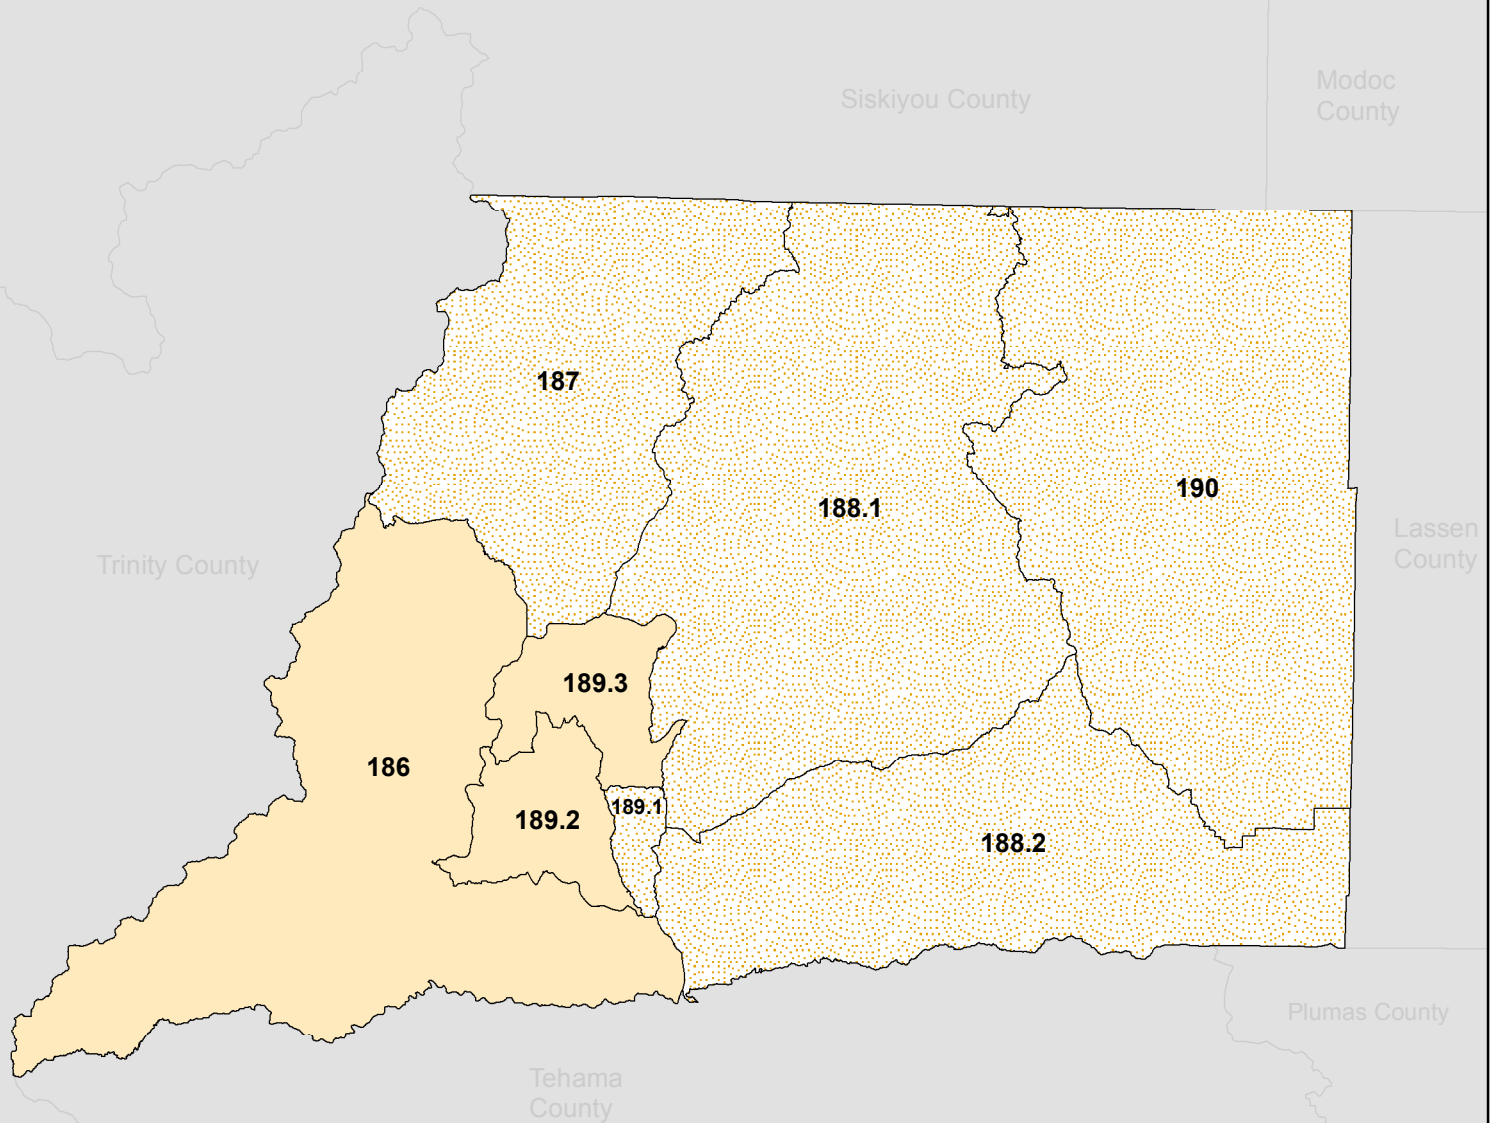 Siskiyou County
Modoc
County
187
190
188.1
Lassen
County
Trinity County
189.3
186
189.1
189.2
188.2
Plumas County
Tehama
County